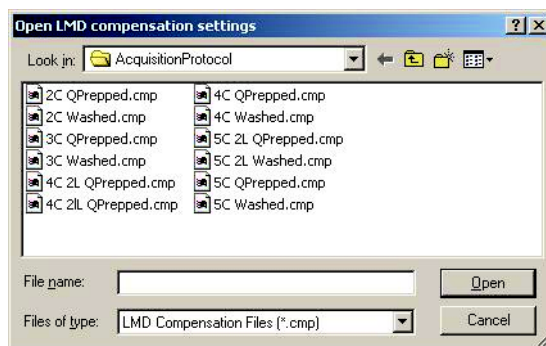 Open LMD compensation settings
Look in: AcquisitionProtocol
2C QPrepped.cmp
2C Washed.cmp
3C QPrepped.cmp
3C Washed.cmp
4C 2L QPrepped.cmp
4C 2lL QPrepped.cmp
4C QPrepped.cmp
4C Washed.cmp
5C 2L QPrepped.cmp
5C 2L Washed.cmp
5C QPrepped.cmp
5C Washed.cmp
File name:
Open
Files of type: LMD Compensation Files (*.cmp)
Cancel